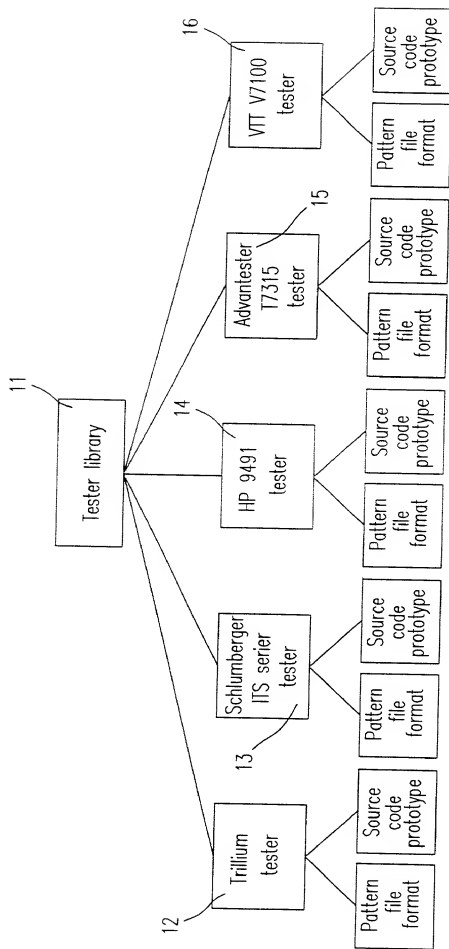 11
Tester library
12
Trillium
tester
13
Schlumberger
ITS serier
tester
14
HP 9491
tester
15
Advantester
T7315
tester
16
VTT V7100
tester
Pattern
file
format
Source
code
prototype
Pattern
file
format
Source
code
prototype
Pattern
file
format
Source
code
prototype
Pattern
file
format
Source
code
prototype
Pattern
file
format
Source
code
prototype